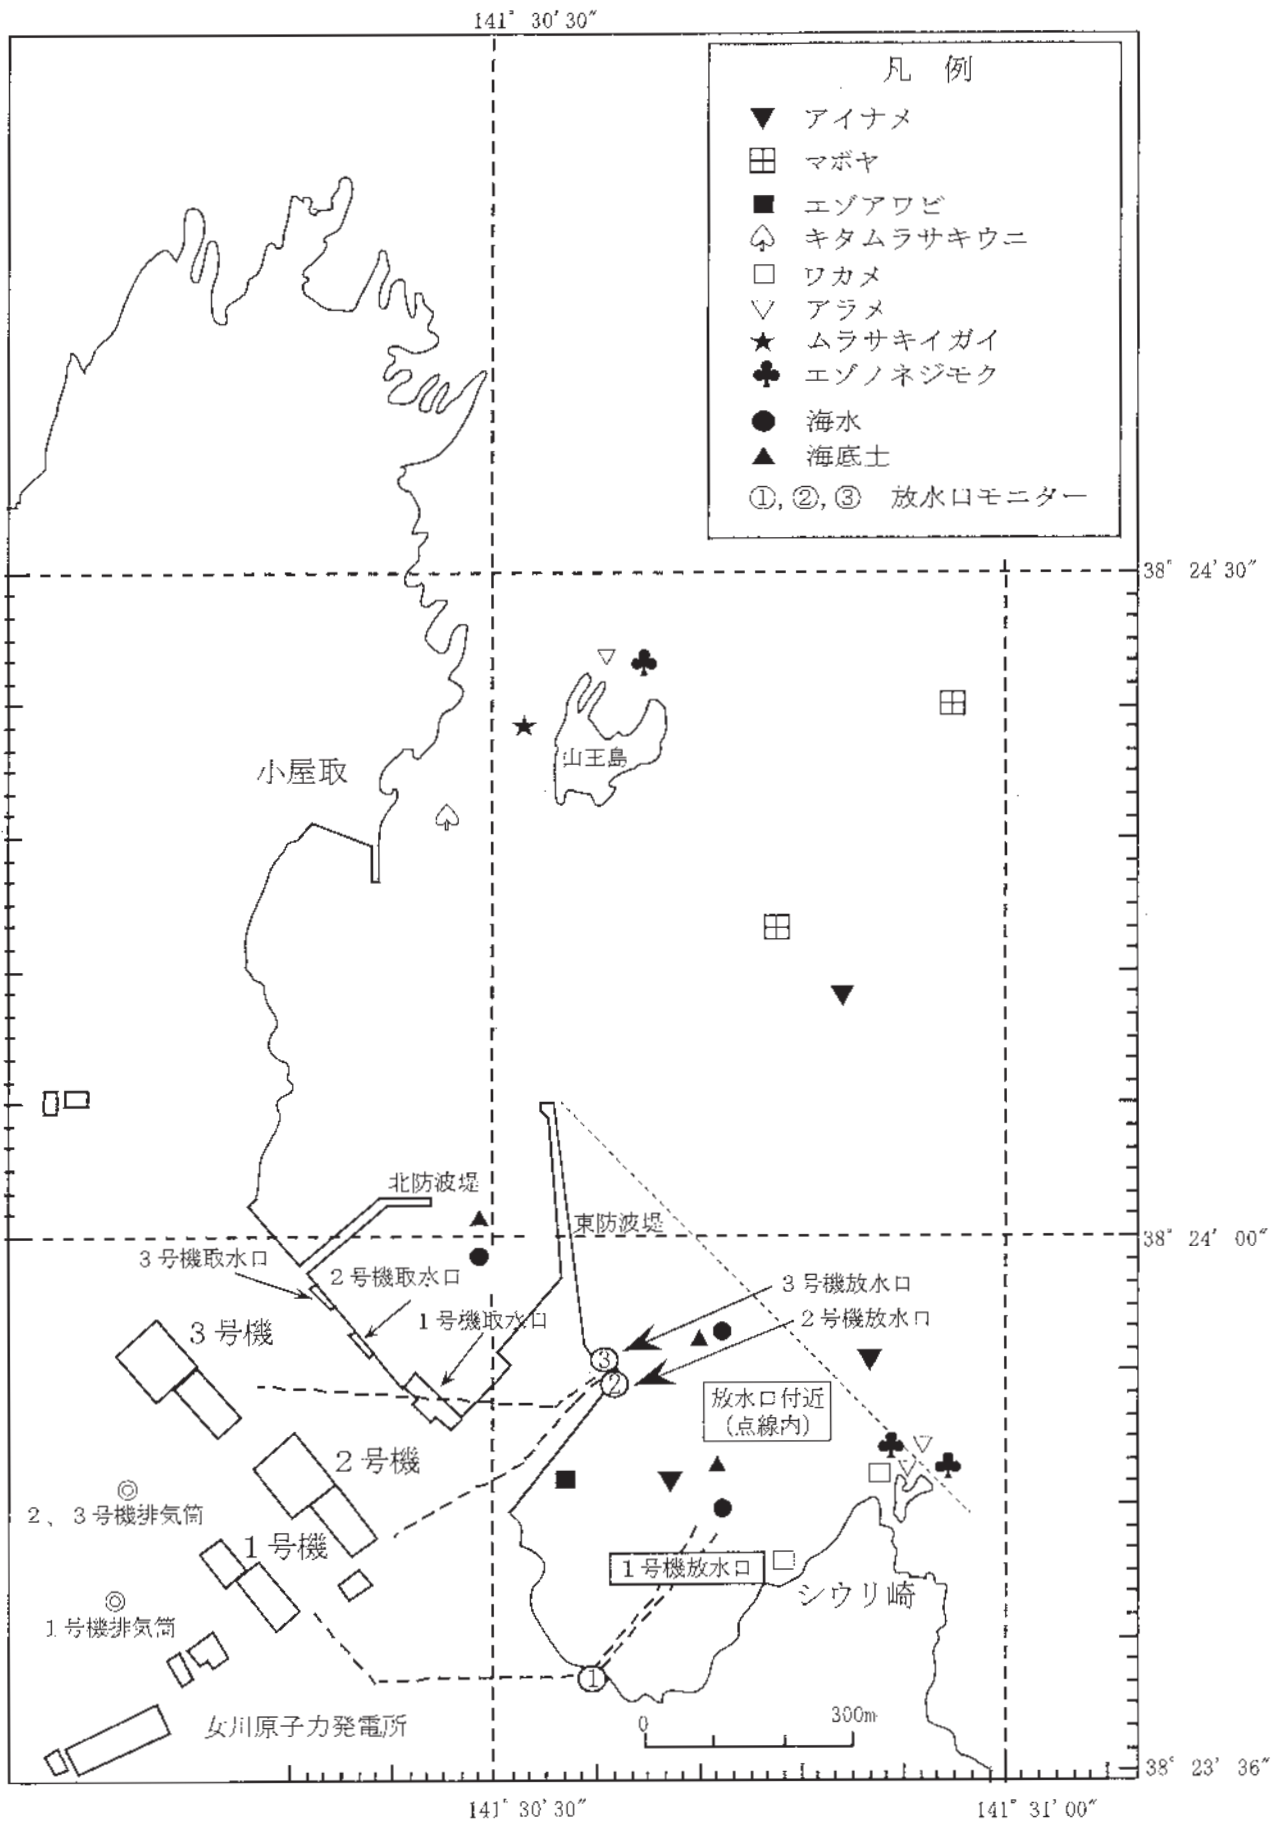 141° 30′30″
凡 例
アイナメ
マボヤ
エゾアワビ
キタムラサキウニ
ワカメ
アラメ
ムラサキイガイ
エゾノネジモク
海水
海底土
①, ②, ③ 放水口モニター
38° 24′30″
山王島
小屋取
北防波堤
東防波堤
38° 24′00″
3号機取水口
2号機取水口
1号機取水口
3号機放水口
2号機放水口
3号機
③
②
放水口付近
(点線内)
2号機
2、3号機排気筒
1号機
1号機放水口
シウリ崎
1号機排気筒
①
女川原子力発電所
0 300m
38° 23′36″
141° 30′30″
141° 31′00″